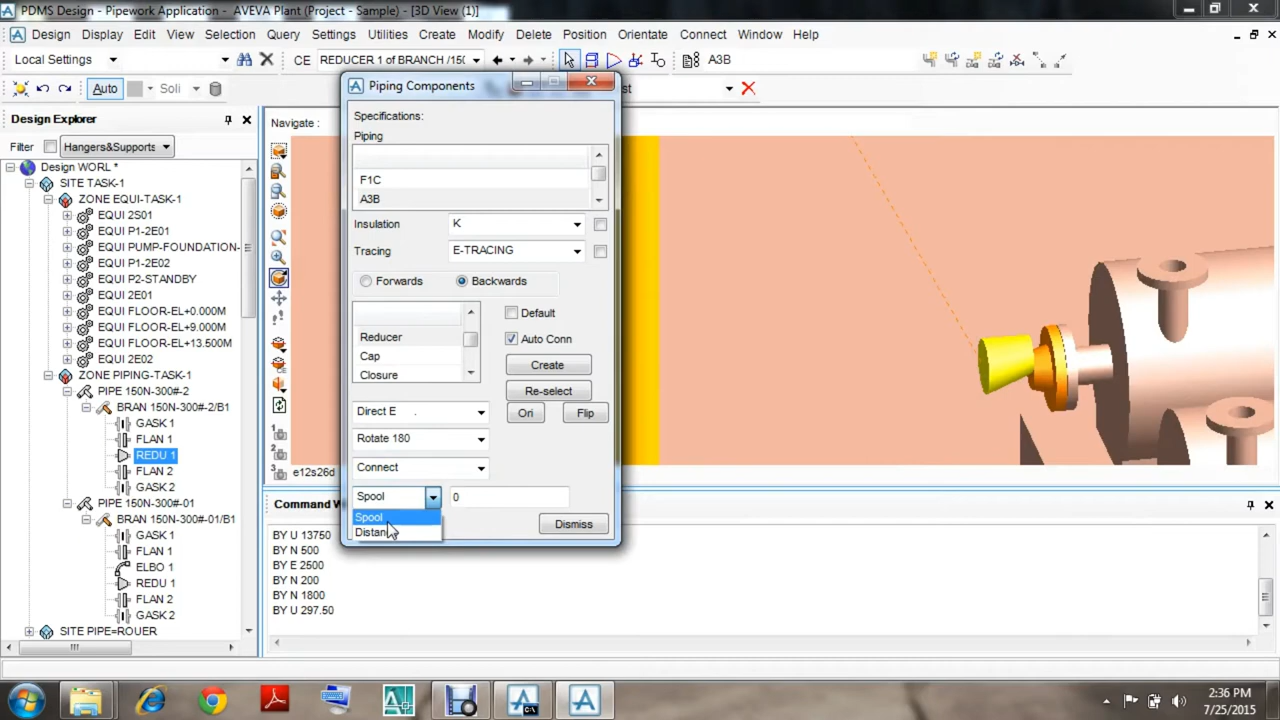 PDMS Design - Pipework Application - AVEVA Plant (Project - Sample) - [3D View (1)]
Design Display Edit View Selection Query Settings Utilities Create Modify Delete Position Orientate Connect Window Help
Local Settings CE REDUCER 1 of BRANCH /150 A3B
Auto Soli st
Design Explorer
Filter Hangers&Supports
Design WORL *
SITE TASK-1
ZONE EQUI-TASK-1
EQUI 2S01
EQUI P1-2E01
EQUI PUMP-FOUNDATION-
EQUI P1-2E02
EQUI P2-STANDBY
EQUI 2E01
EQUI FLOOR-EL+0.000M
EQUI FLOOR-EL+9.000M
EQUI FLOOR-EL+13.500M
EQUI 2E02
ZONE PIPING-TASK-1
PIPE 150N-300#-2
BRAN 150N-300#-2/B1
GASK 1
FLAN 1
REDU 1
FLAN 2
GASK 2
PIPE 150N-300#-01
BRAN 150N-300#-01/B1
GASK 1
FLAN 1
ELBO 1
REDU 1
FLAN 2
GASK 2
SITE PIPE=ROUER
Navigate :
Piping Components
Specifications:
Piping
F1C
A3B
Insulation K
Tracing E-TRACING
Forwards Backwards
Reducer
Cap
Closure
Default
Auto Conn
Create
Re-select
Ori Flip
Direct E
Rotate 180
Connect
Spool 0
Spool
Distan
Dismiss
1
2
3
e12s26d
Command W
BY U 13750
BY N 500
BY E 2500
BY N 200
BY N 1800
BY U 297.50
2:36 PM
7/25/2015